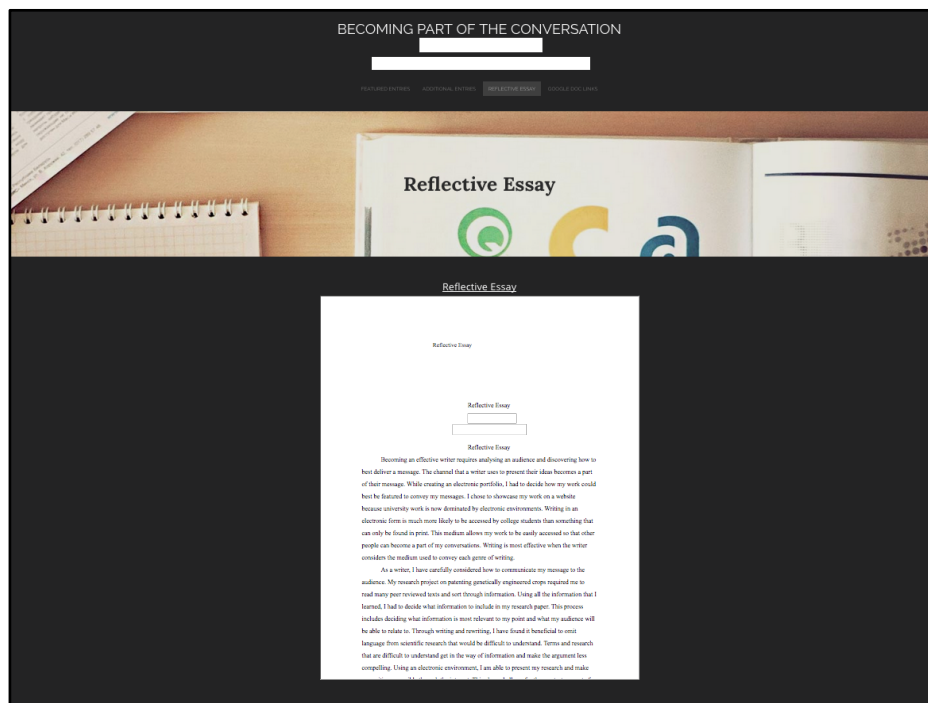 BECOMING PART OF THE CONVERSATION
FEATURED ENTIRES ADDITIONAL ENTIRES REFLECTIVE ESSAY GOOGLE DOC LINKS
Reflective Essay
Reflective Essay
Reflective Essay
Reflective Essay
Reflective Essay
Becoming an effective writer requires analysing an audience and discovering how to
best deliver a message. The channel that a writer uses to present their ideas becomes a part
of their message. While creating an electronic portfolio, I had to decide how my work could
best be featured to convey my messages. I chose to showcase my work on a website
because university work is now dominated by electronic environments. Writing in an
electronic form is much more likely to be accessed by college students than something that
can only be found in print. This medium allows my work to be easily accessed so that other
people can become a part of my conversations. Writing is most effective when the writer
considers the medium used to convey each genre of writing.
As a writer, I have carefully considered how to communicate my message to the
audience. My research project on patenting genetically engineered crops required me to
read many peer reviewed texts and sort through information. Using all the information that I
learned, I had to decide what information to include in my research paper. This process
includes deciding what information is most relevant to my point and what my audience will
be able to relate to. Through writing and rewriting, I have found it beneficial to omit
language from scientific research that would be difficult to understand. Terms and research
that are difficult to understand get in the way of information and make the argument less
compelling. Using an electronic environment, I am able to present my research and make